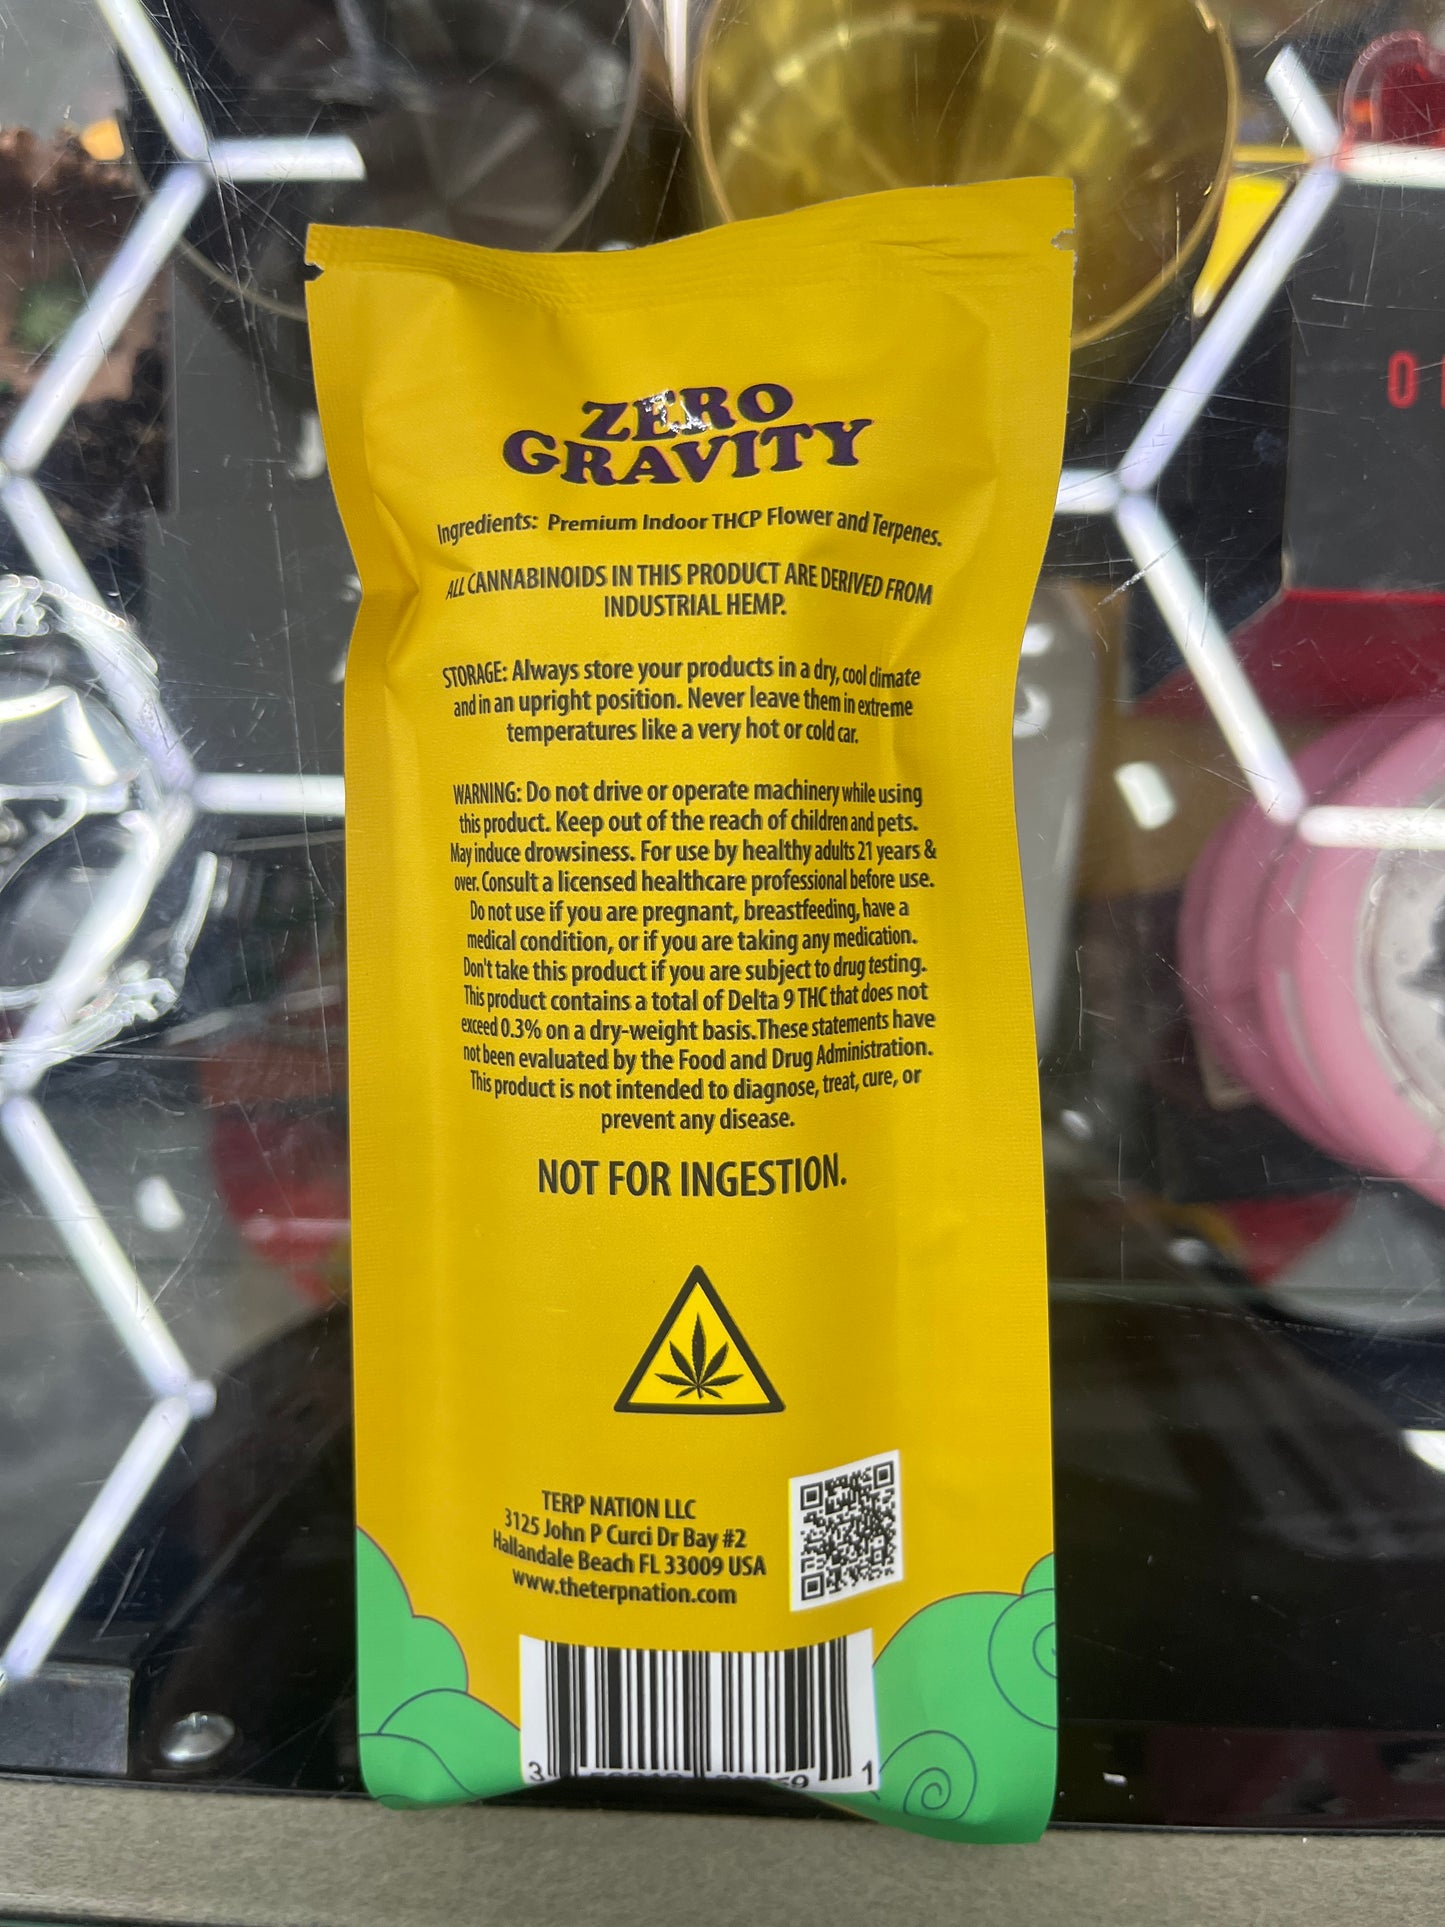 ZERO
GRAVITY
Ingredients: Premium Indoor THCP Flower and Terpenes.
ALL CANNABINOIDS IN THIS PRODUCT ARE DERIVED FROM
INDUSTRIAL HEMP.
STORAGE: Always store your products in a dry, cool climate
and in an upright position. Never leave them in extreme
temperatures like a very hot or cold car.
WARNING: Do not drive or operate machinery while using
this product. Keep out of the reach of children and pets.
May induce drowsiness. For use by healthy adults 21 years &
over. Consult a licensed healthcare professional before use.
Do not use if you are pregnant, breastfeeding, have a
medical condition, or if you are taking any medication.
Don't take this product if you are subject to drug testing.
This product contains a total of Delta 9 THC that does not
exceed 0.3% on a dry-weight basis.These statements have
not been evaluated by the Food and Drug Administration.
This product is not intended to diagnose, treat, cure, or
prevent any disease.
NOT FOR INGESTION.
TERP NATION LLC
3125 John P Curci Dr Bay #2
Hallandale Beach FL 33009 USA
www.theterpnation.com
3
1